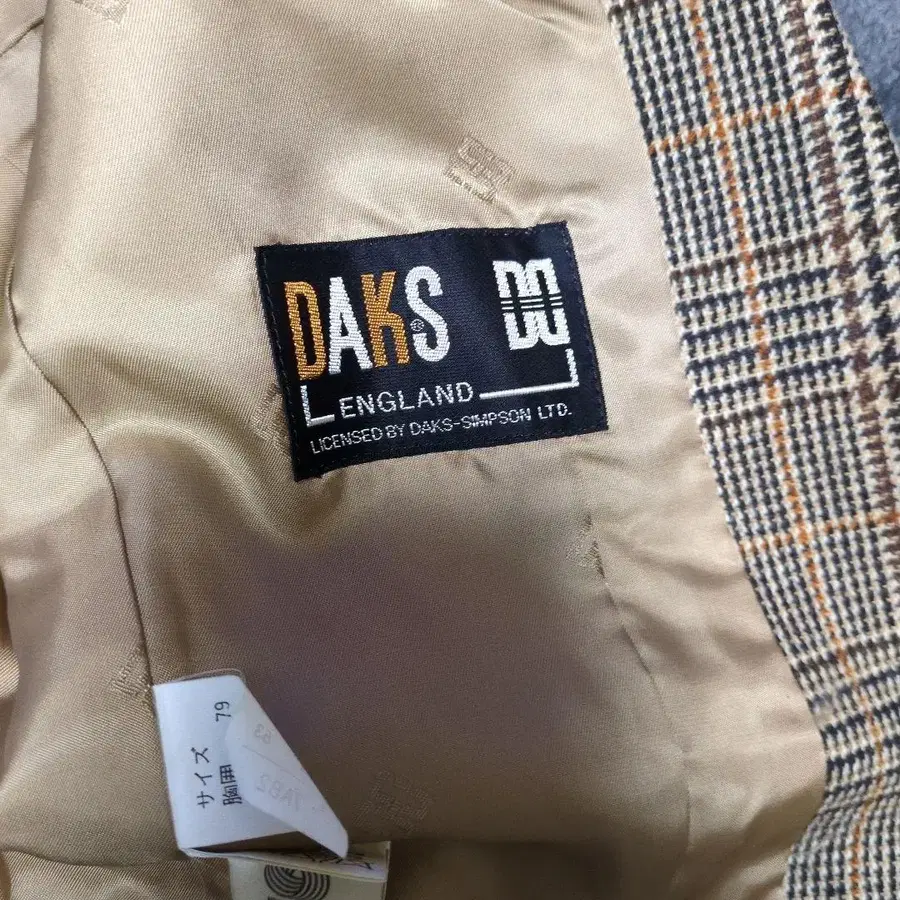 DAKS®
ENGLAND
LICENSED BY DAKS-SIMPSON LTD.
サイズ
胸囲 79